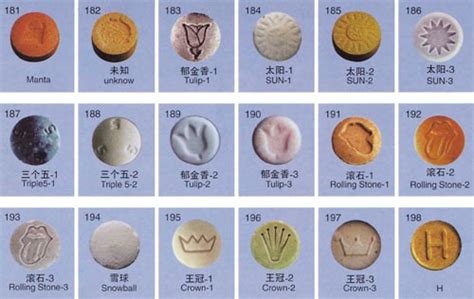 181 182 183 184 185 186
Manta
未知
unknow
郁金香-1
Tulip-1
太阳-1
SUN-1
太阳-2
SUN-2
太阳-3
SUN-3
187 188 189 190 191 192
三个五-1
Triple5-1
三个五-2
Triple 5-2
郁金香-2
Tulip-2
郁金香-3
Tulip-3
滚石-1
Rolling Stone-1
滚石-2
Rolling Stone-2
193 194 195 196 197 198
滚石-3
Rolling Stone-3
雪球
Snowball
王冠-1
Crown-1
王冠-2
Crown-2
王冠-3
Crown-3
H
H